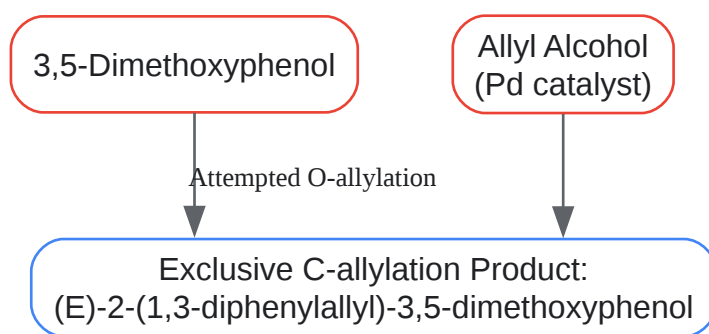 3,5-Dimethoxyphenol
Allyl Alcohol
(Pd catalyst)
Attempted O-allylation
Exclusive C-allylation Product:
(E)-2-(1,3-diphenylallyl)-3,5-dimethoxyphenol